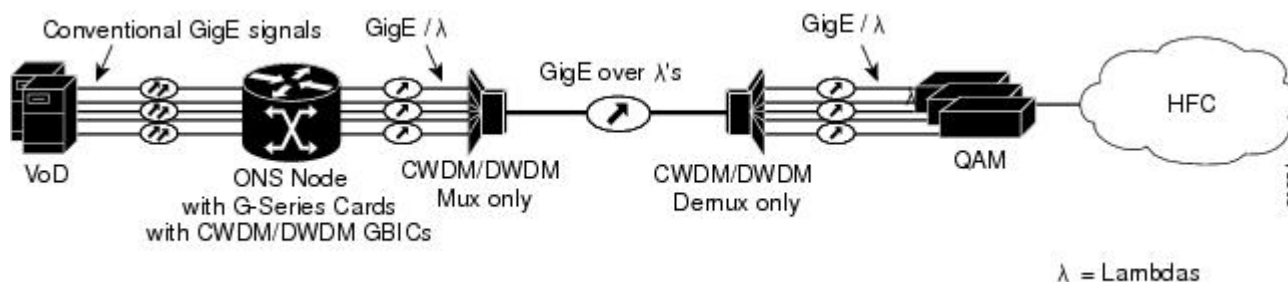 Conventional GigE signals
GigE / λ
GigE over λ's
GigE / λ
λ
VoD
ONS Node
with G-Series Cards
with CWDM/DWDM GBICs
CWDM/DWDM
Mux only
CWDM/DWDM
Demux only
QAM
HFC
λ = Lambdas